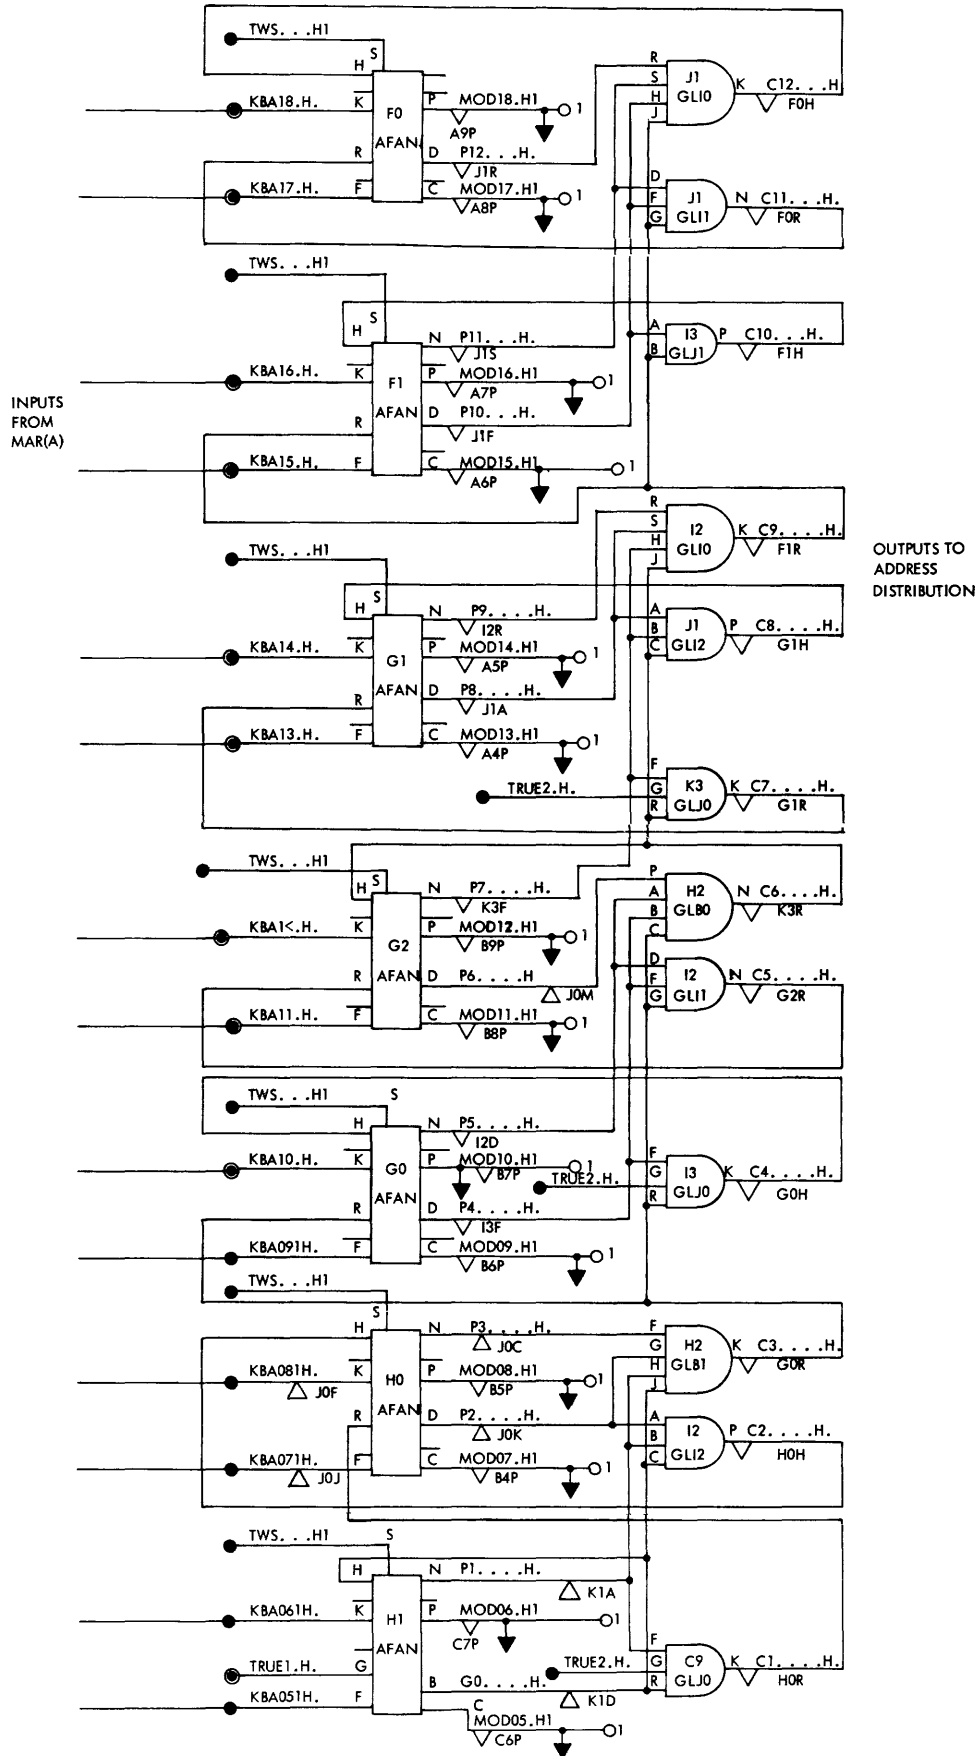 TWS. . .H1
S
H
KBA18.H.
K
F0
AFAN
P
MOD18.H1
1
A9P
R
D
P12. . .H.
J1R
KBA17.H.
F
C
MOD17.H1
1
A8P
R
S
H
J
J1
GLI0
K
C12. . .H
F0H
D
F
G
J1
GLI1
N
C11. . .H.
F0R
TWS. . .H1
S
H
N
P11. . .H.
J1S
KBA16.H.
K
F1
AFAN
P
MOD16.H1
1
A7P
R
D
P10. . .H.
J1F
KBA15.H.
F
C
MOD15.H1
1
A6P
A
B
I3
GLJ1
P
C10. . .H.
F1H
INPUTS
FROM
MAR(A)
R
S
H
J
I2
GLI0
K
C9. . . .H.
F1R
OUTPUTS TO
ADDRESS
DISTRIBUTION
TWS. . .H1
S
H
N
P9. . . .H.
I2R
KBA14.H.
K
G1
AFAN
P
MOD14.H1
1
A5P
R
D
P8. . . .H.
J1A
KBA13.H.
F
C
MOD13.H1
1
A4P
A
B
C
J1
GLI2
P
C8. . . .H.
G1H
TRUE2.H.
F
G
R
K3
GLJ0
K
C7. . . .H.
G1R
TWS. . .H1
S
H
N
P7. . . .H.
K3F
KBA1<.H.
K
G2
AFAN
P
MOD12.H1
1
B9P
R
D
P6. . . .H
J0M
KBA11.H.
F
C
MOD11.H1
1
B8P
P
A
B
C
H2
GLB0
N
C6. . . .H.
K3R
D
F
G
I2
GLI1
N
C5. . . .H.
G2R
TWS. . .H1
S
H
N
P5. . . .H.
I2D
KBA10.H.
K
G0
AFAN
P
MOD10.H1
1
B7P
TRUE2.H.
R
D
P4. . . .H.
I3F
KBA091H.
F
C
MOD09.H1
1
B6P
F
G
R
I3
GLJ0
K
C4. . . .H.
G0H
TWS. . .H1
S
H
N
P3. . . .H.
J0C
KBA081H.
J0F
K
H0
AFAN
P
MOD08.H1
1
B5P
R
D
P2. . . .H.
J0K
KBA071H.
J0J
F
C
MOD07.H1
1
B4P
F
G
H
J
H2
GLB1
K
C3. . . .H.
G0R
A
B
C
I2
GLI2
P
C2. . . .H.
H0H
TWS. . .H1
S
H
N
P1. . . .H.
K1A
KBA061H.
K
H1
AFAN
P
MOD06.H1
1
C7P
TRUE1.H.
G
B
G0. . . .H.
K1D
KBA051H.
F
C
MOD05.H1
1
C6P
TRUE2.H.
F
G
R
C9
GLJ0
K
C1. . . .H.
H0R